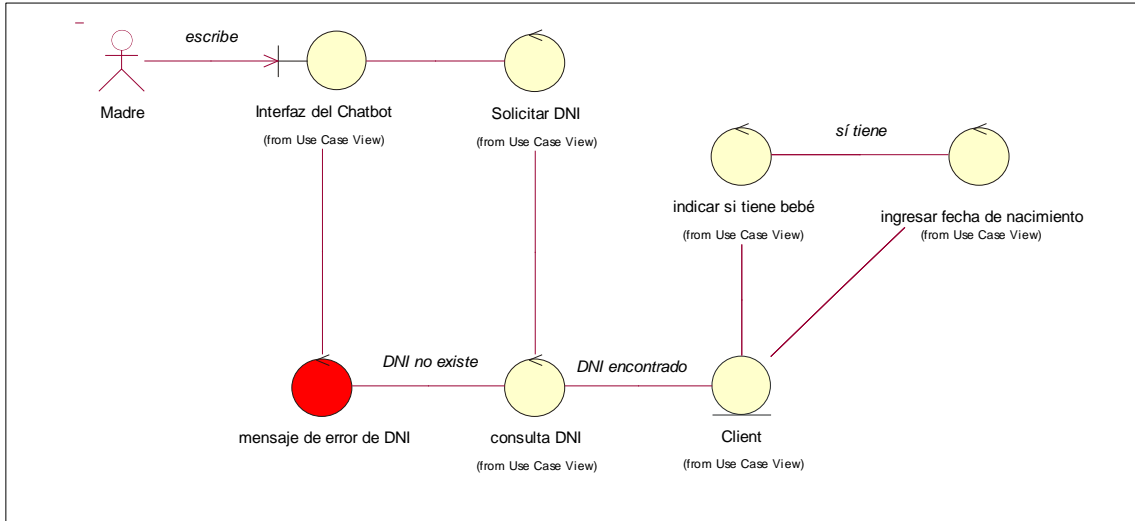 escribe
Madre
Interfaz del Chatbot
(from Use Case View)
Solicitar DNI
(from Use Case View)
sí tiene
indicar si tiene bebé
(from Use Case View)
ingresar fecha de nacimiento
(from Use Case View)
DNI no existe
DNI encontrado
mensaje de error de DNI
consulta DNI
(from Use Case View)
Client
(from Use Case View)